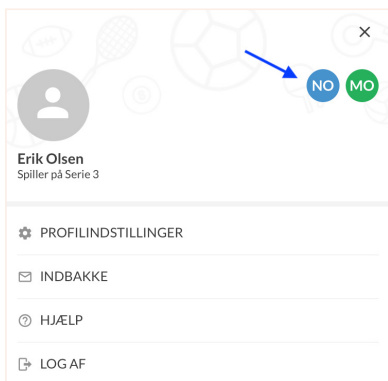 NO MO
Erik Olsen
Spiller på Serie 3
PROFILINDSTILLINGER
INDBAKKE
HJÆLP
LOG AF